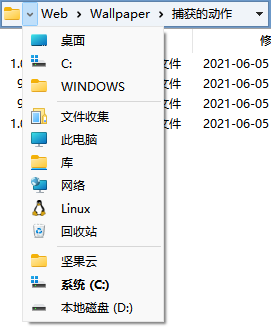 Web Wallpaper 捕获的动作
修
桌面
1.0 文件 2021-06-05
C:
9 文件 2021-06-05
WINDOWS
9 文件 2021-06-05
文件收集
1.0 文件 2021-06-05
此电脑
库
网络
Linux
回收站
坚果云
系统 (C:)
本地磁盘 (D:)